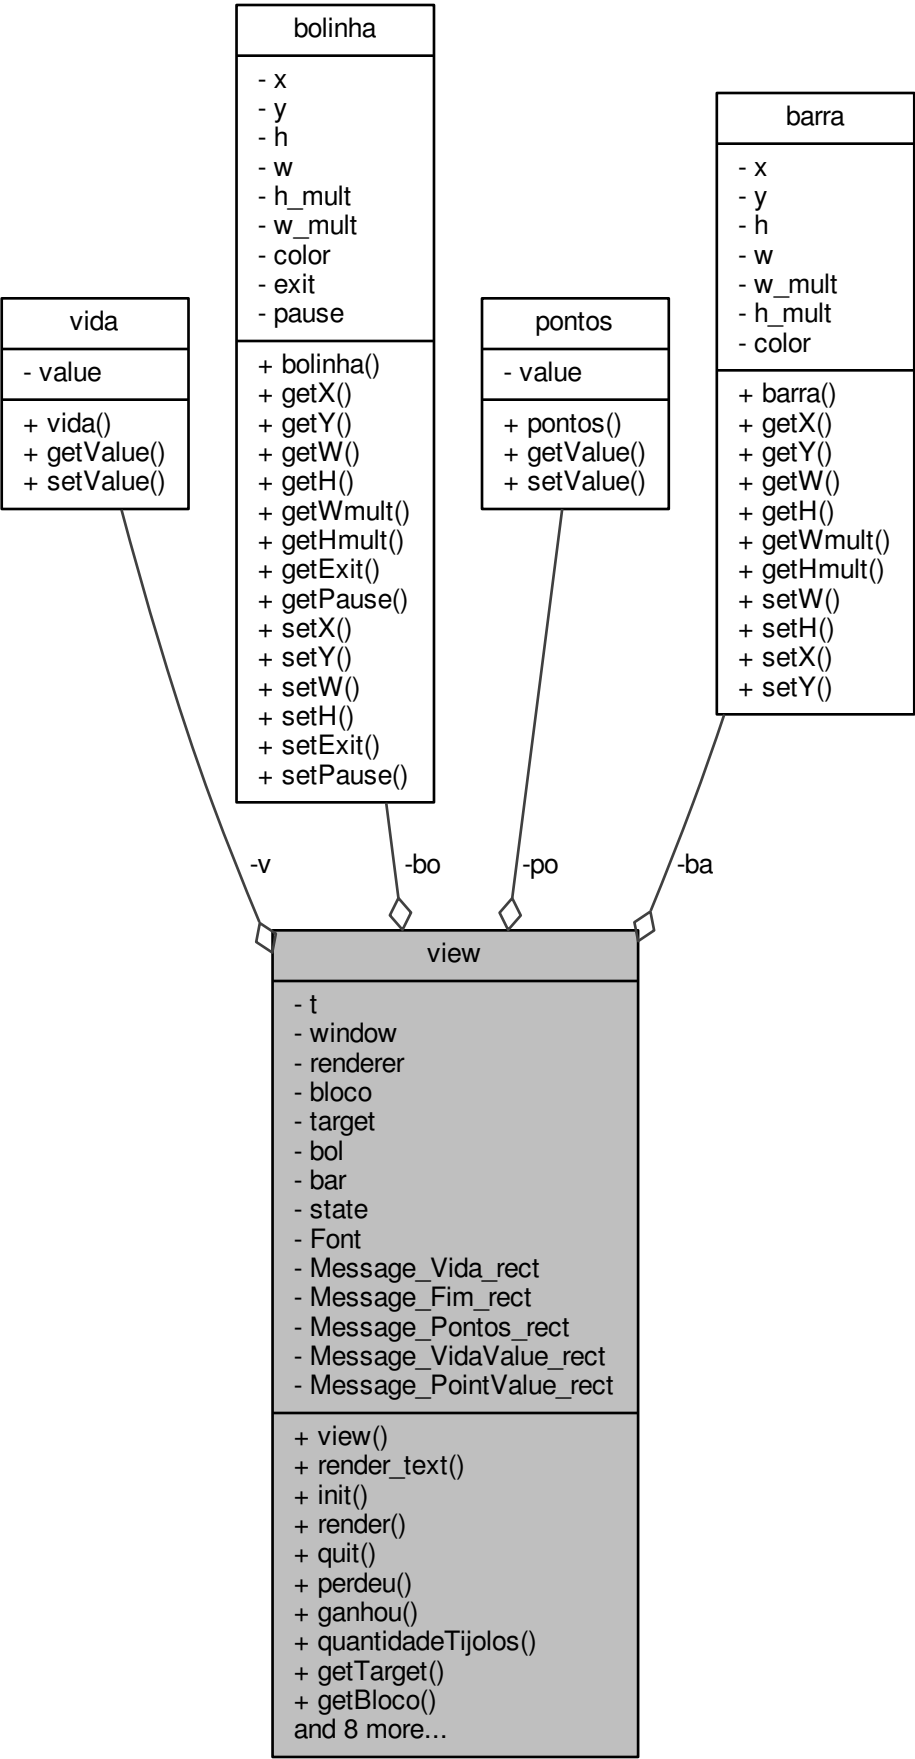 bolinha
- x
- y
- h
- w
- h_mult
- w_mult
- color
- exit
- pause
+ bolinha()
+ getX()
+ getY()
+ getW()
+ getH()
+ getWmult()
+ getHmult()
+ getExit()
+ getPause()
+ setX()
+ setY()
+ setW()
+ setH()
+ setExit()
+ setPause()
barra
- x
- y
- h
- w
- w_mult
- h_mult
- color
+ barra()
+ getX()
+ getY()
+ getW()
+ getH()
+ getWmult()
+ getHmult()
+ setW()
+ setH()
+ setX()
+ setY()
vida
- value
+ vida()
+ getValue()
+ setValue()
pontos
- value
+ pontos()
+ getValue()
+ setValue()
-v
-bo
-po
-ba
view
- t
- window
- renderer
- bloco
- target
- bol
- bar
- state
- Font
- Message_Vida_rect
- Message_Fim_rect
- Message_Pontos_rect
- Message_VidaValue_rect
- Message_PointValue_rect
+ view()
+ render_text()
+ init()
+ render()
+ quit()
+ perdeu()
+ ganhou()
+ quantidadeTijolos()
+ getTarget()
+ getBloco()
and 8 more...